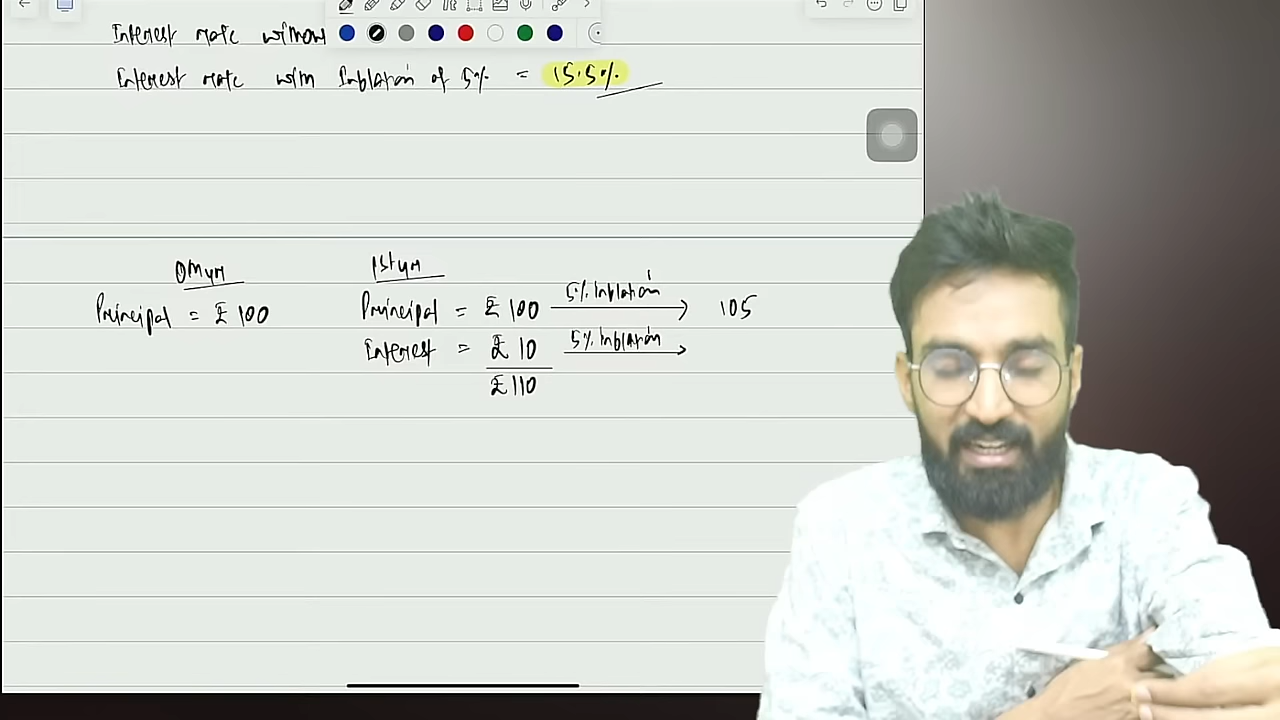 Interest rate without
Interest rate with Inflation of 5% = 15.5%
0th yr 1st yr
Principal = £ 100 Principal = £ 100 5% Inflation 105
Interest = £ 10 5% Inflation
£ 110